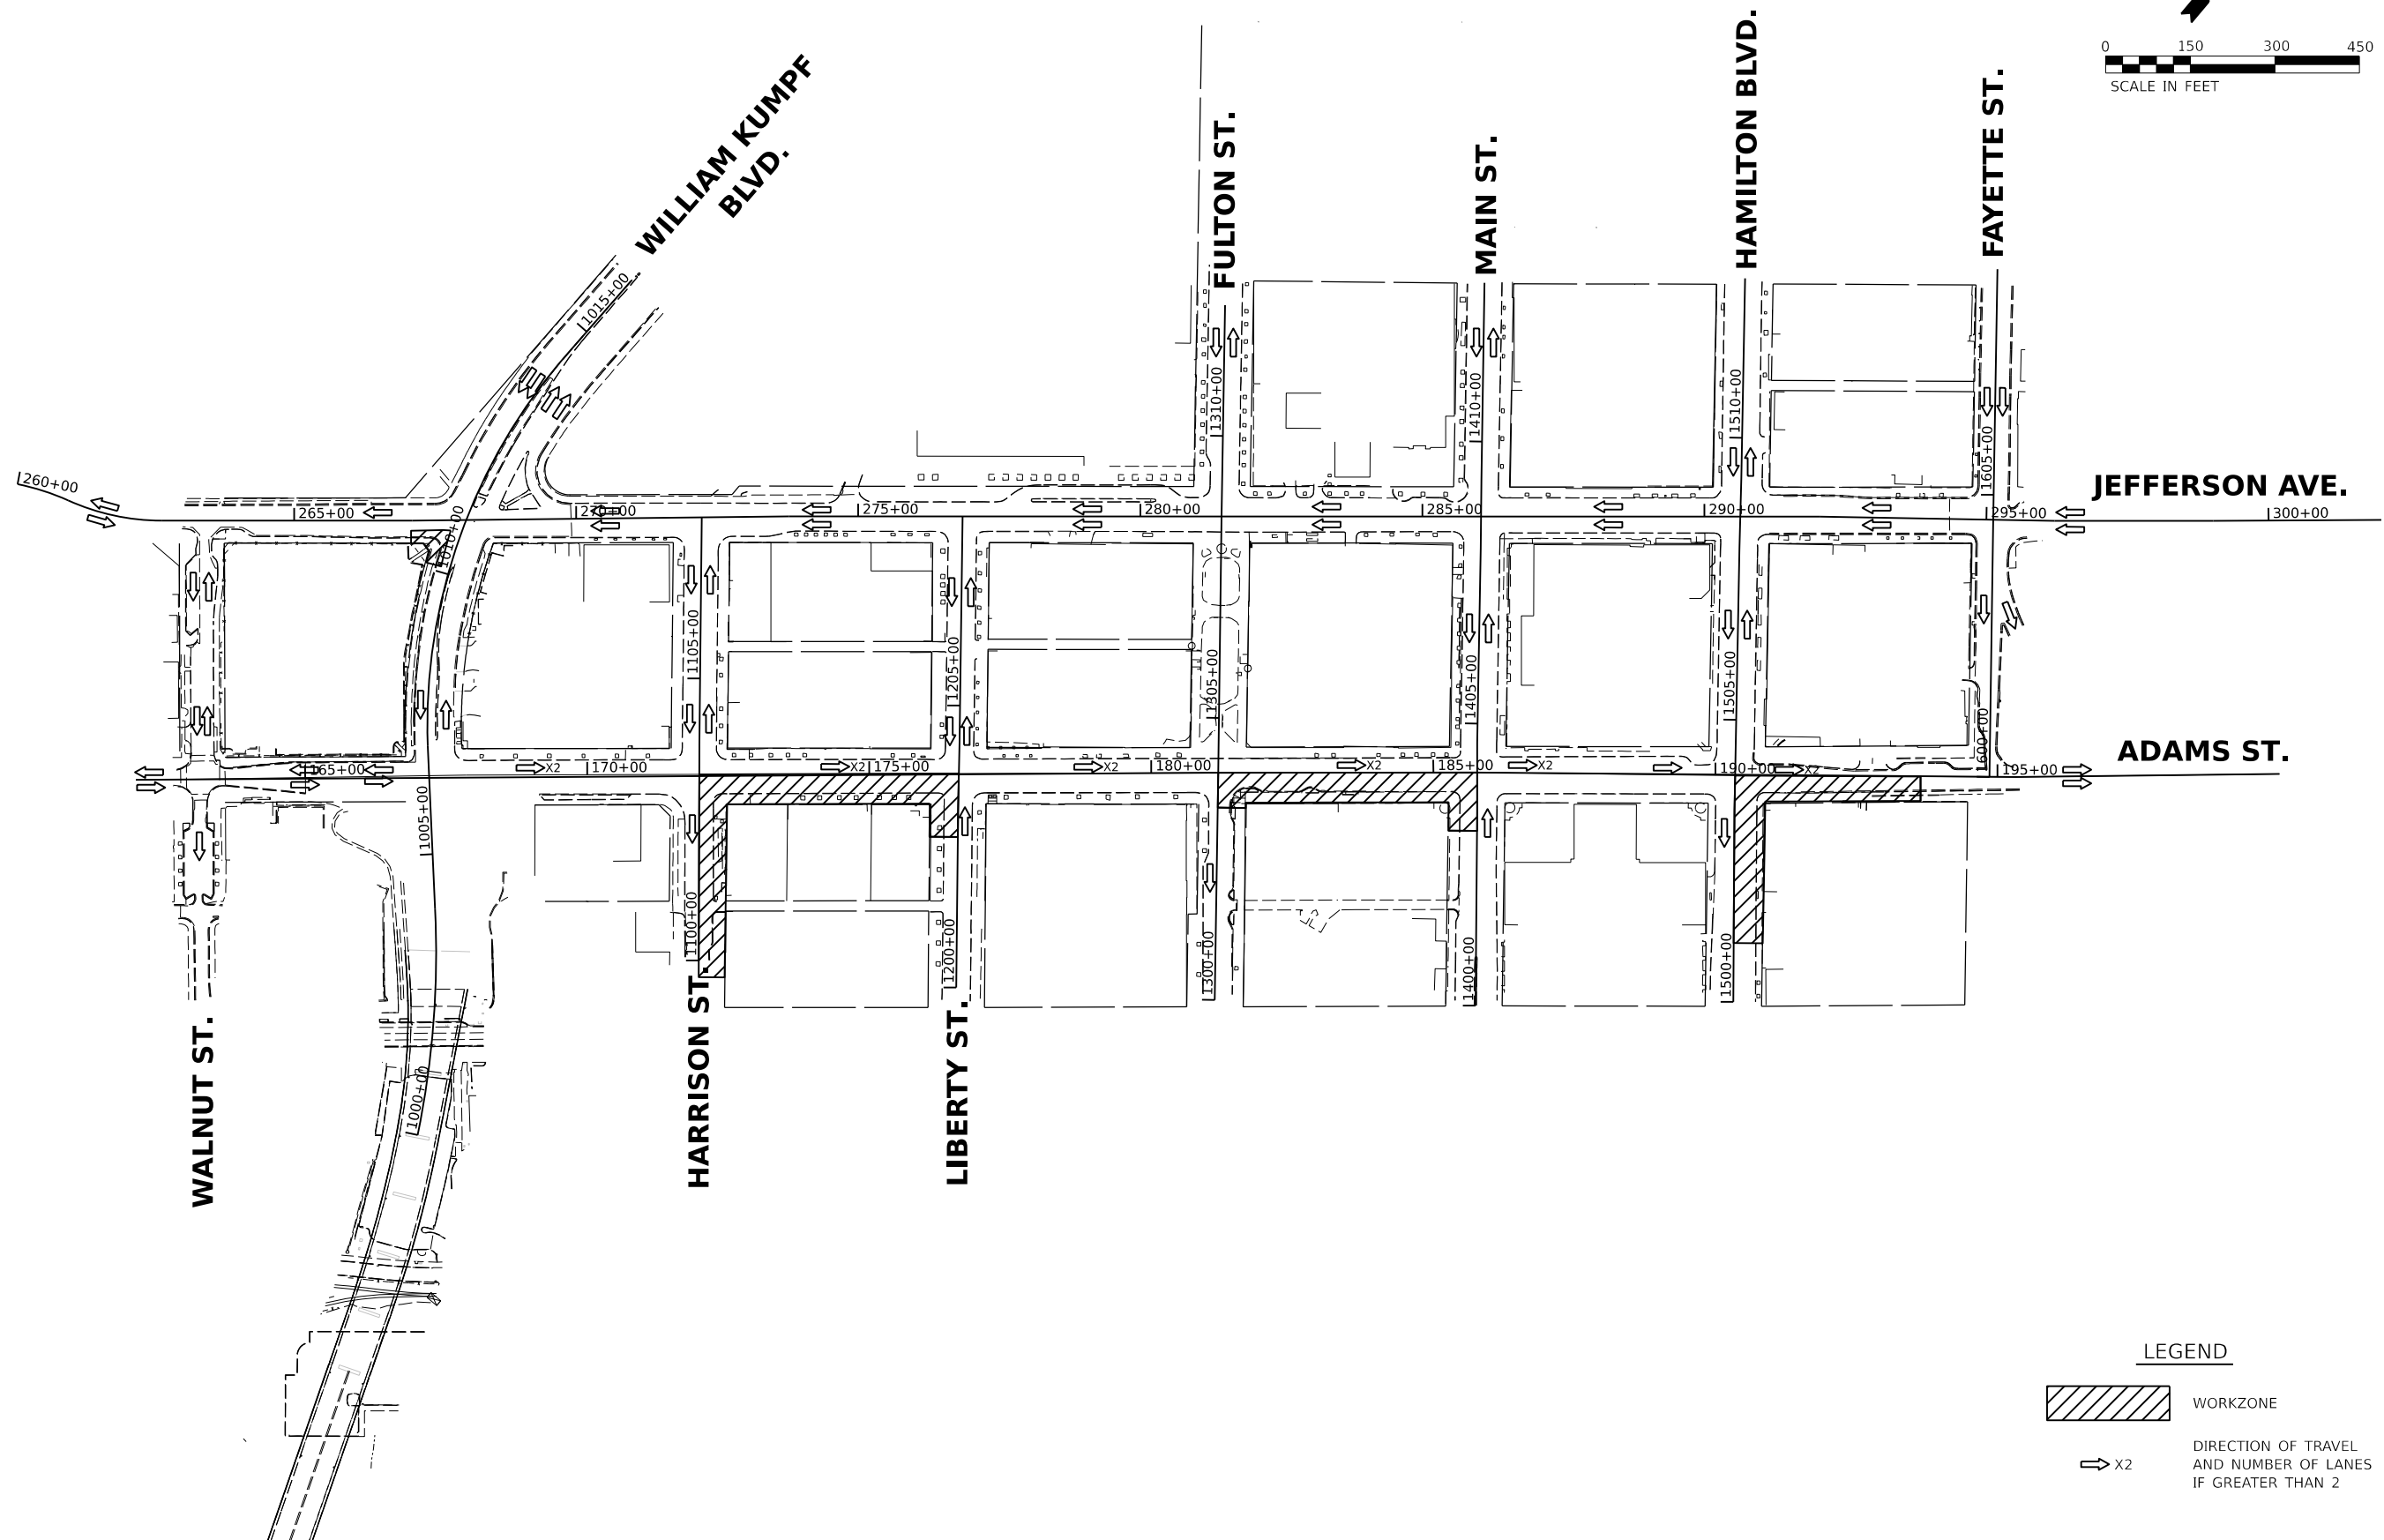 WILLIAM KUMPF
BLVD.
FULTON ST.
MAIN ST.
HAMILTON BLVD.
FAYETTE ST.
0 150 300 450
SCALE IN FEET
1015+00
1310+00
1410+00
1510+00
1605+00
260+00
265+00
270+00
275+00
280+00
285+00
290+00
295+00
300+00
JEFFERSON AVE.
1010+00
1105+00
1205+00
1305+00
1405+00
1505+00
1600+00
ADAMS ST.
165+00
X2
170+00
X2
175+00
X2
180+00
X2
185+00
X2
190+00
X2
195+00
1005+00
1100+00
1200+00
1300+00
1400+00
1500+00
1000+00
WALNUT ST.
HARRISON ST.
LIBERTY ST.
LEGEND
WORKZONE
X2
DIRECTION OF TRAVEL
AND NUMBER OF LANES
IF GREATER THAN 2